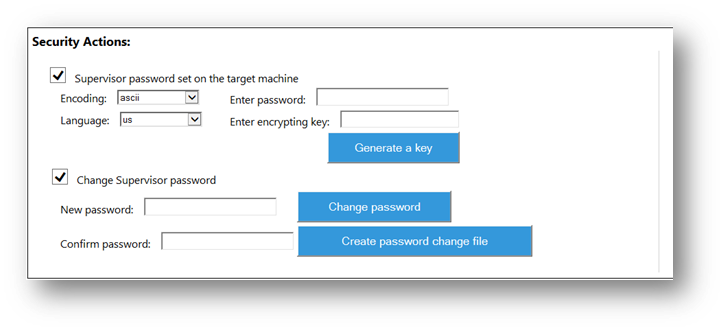 Security Actions:
Supervisor password set on the target machine
Encoding: ascii Enter password:
Language: us Enter encrypting key:
Generate a key
Change Supervisor password
New password: Change password
Confirm password: Create password change file